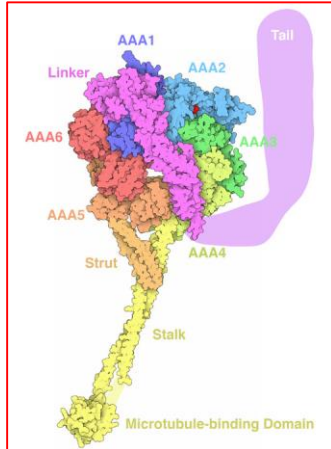 Tail
AAA1
Linker
AAA2
AAA6
AAA3
AAA5
AAA4
Strut
Stalk
Microtubule-binding Domain